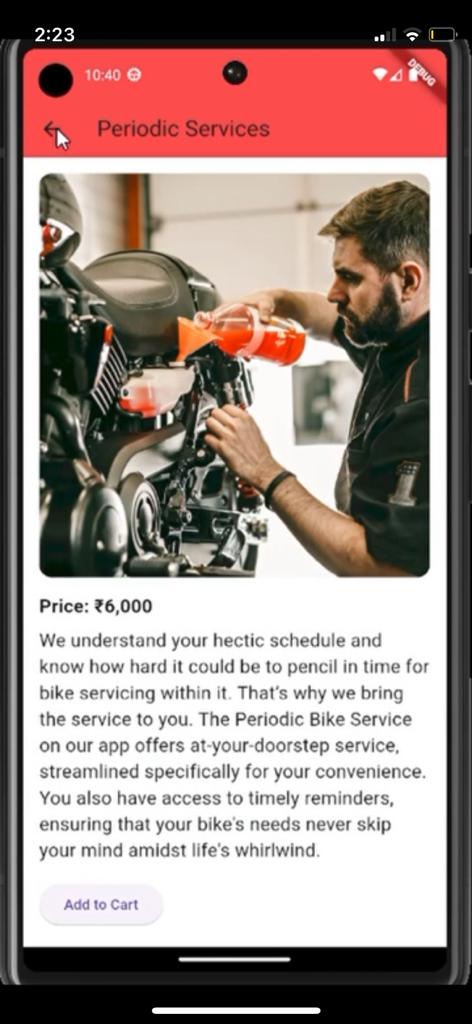 2:23
10:40
DEBUG
Periodic Services
Price: ₹6,000
We understand your hectic schedule and
know how hard it could be to pencil in time for
bike servicing within it. That's why we bring
the service to you. The Periodic Bike Service
on our app offers at-your-doorstep service,
streamlined specifically for your convenience.
You also have access to timely reminders,
ensuring that your bike's needs never skip
your mind amidst life's whirlwind.
Add to Cart